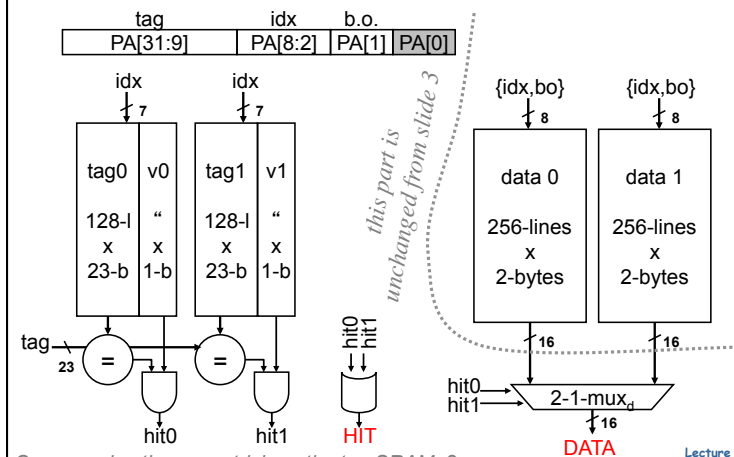 tag idx b.o.
PA[31:9] PA[8:2] PA[1] PA[0]
idx idx
7 7
{idx,bo} {idx,bo}
8 8
this part is
unchanged from slide 3
tag0 v0 tag1 v1
128-l “ 128-l “
x x x x
23-b 1-b 23-b 1-b
data 0 data 1
256-lines 256-lines
x x
2-bytes 2-bytes
hit0
hit1
16 16
tag
23
= =
hit0
hit1
2-1-muxd
16
hit0 hit1 HIT
DATA
Lecture